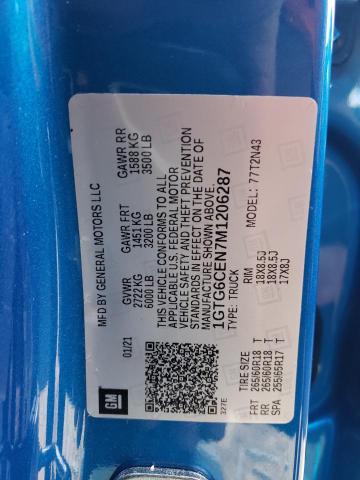 MFD BY GENERAL MOTORS LLC
01/21 GVWR GAWR FRT GAWR RR
2722 KG 1451 KG 1588 KG
6000 LB 3200 LB 3500 LB
THIS VEHICLE CONFORMS TO ALL
APPLICABLE U.S. FEDERAL MOTOR
VEHICLE SAFETY AND THEFT PREVENTION
STANDARDS IN EFFECT ON THE DATE OF
MANUFACTURE SHOWN ABOVE.
1GTG6CEN7M1206287
TYPE: TRUCK MODEL: 77T2N43
TIRE SIZE RIM
FRT 265/60R18 T 18X8.5J
RR 265/60R18 T 18X8.5J
SPA 255/65R17 T 17X8J
GM